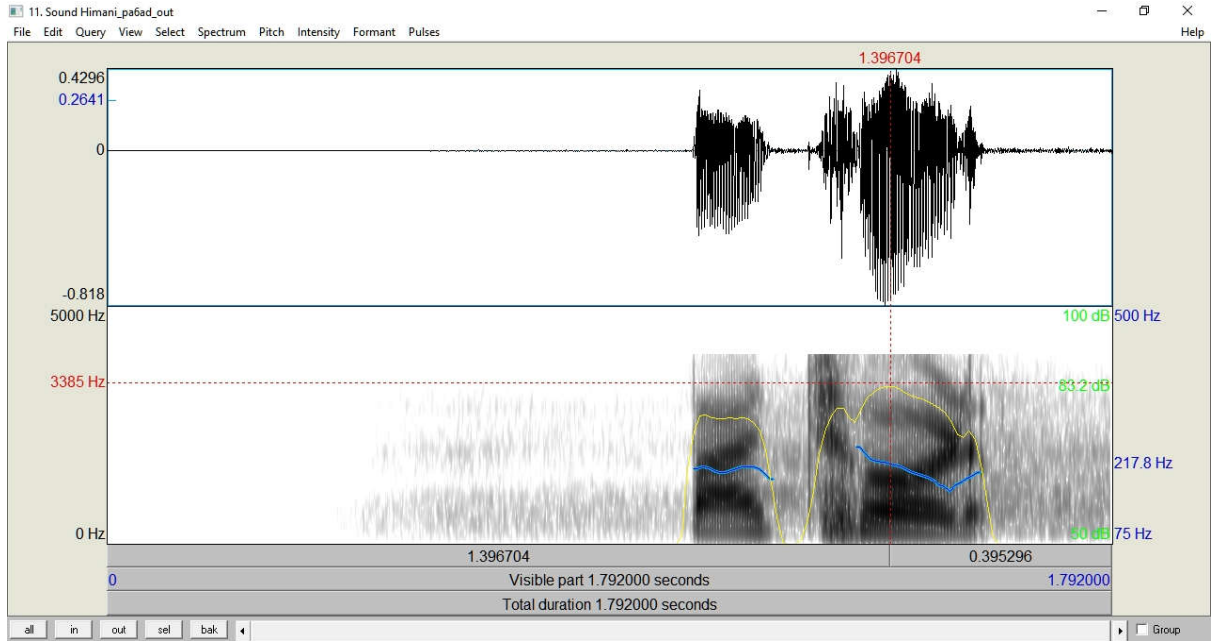 11. Sound Himani_pабad_out
File Edit Query View Select Spectrum Pitch Intensity Formant Pulses Help
1.396704
0.4296
0.2641
0
-0.818
5000 Hz 100 dB 500 Hz
3385 Hz 83.2 dB
217.8 Hz
0 Hz 50 dB 75 Hz
1.396704 0.395296
0 Visible part 1.792000 seconds 1.792000
Total duration 1.792000 seconds
all in out sel bak Group